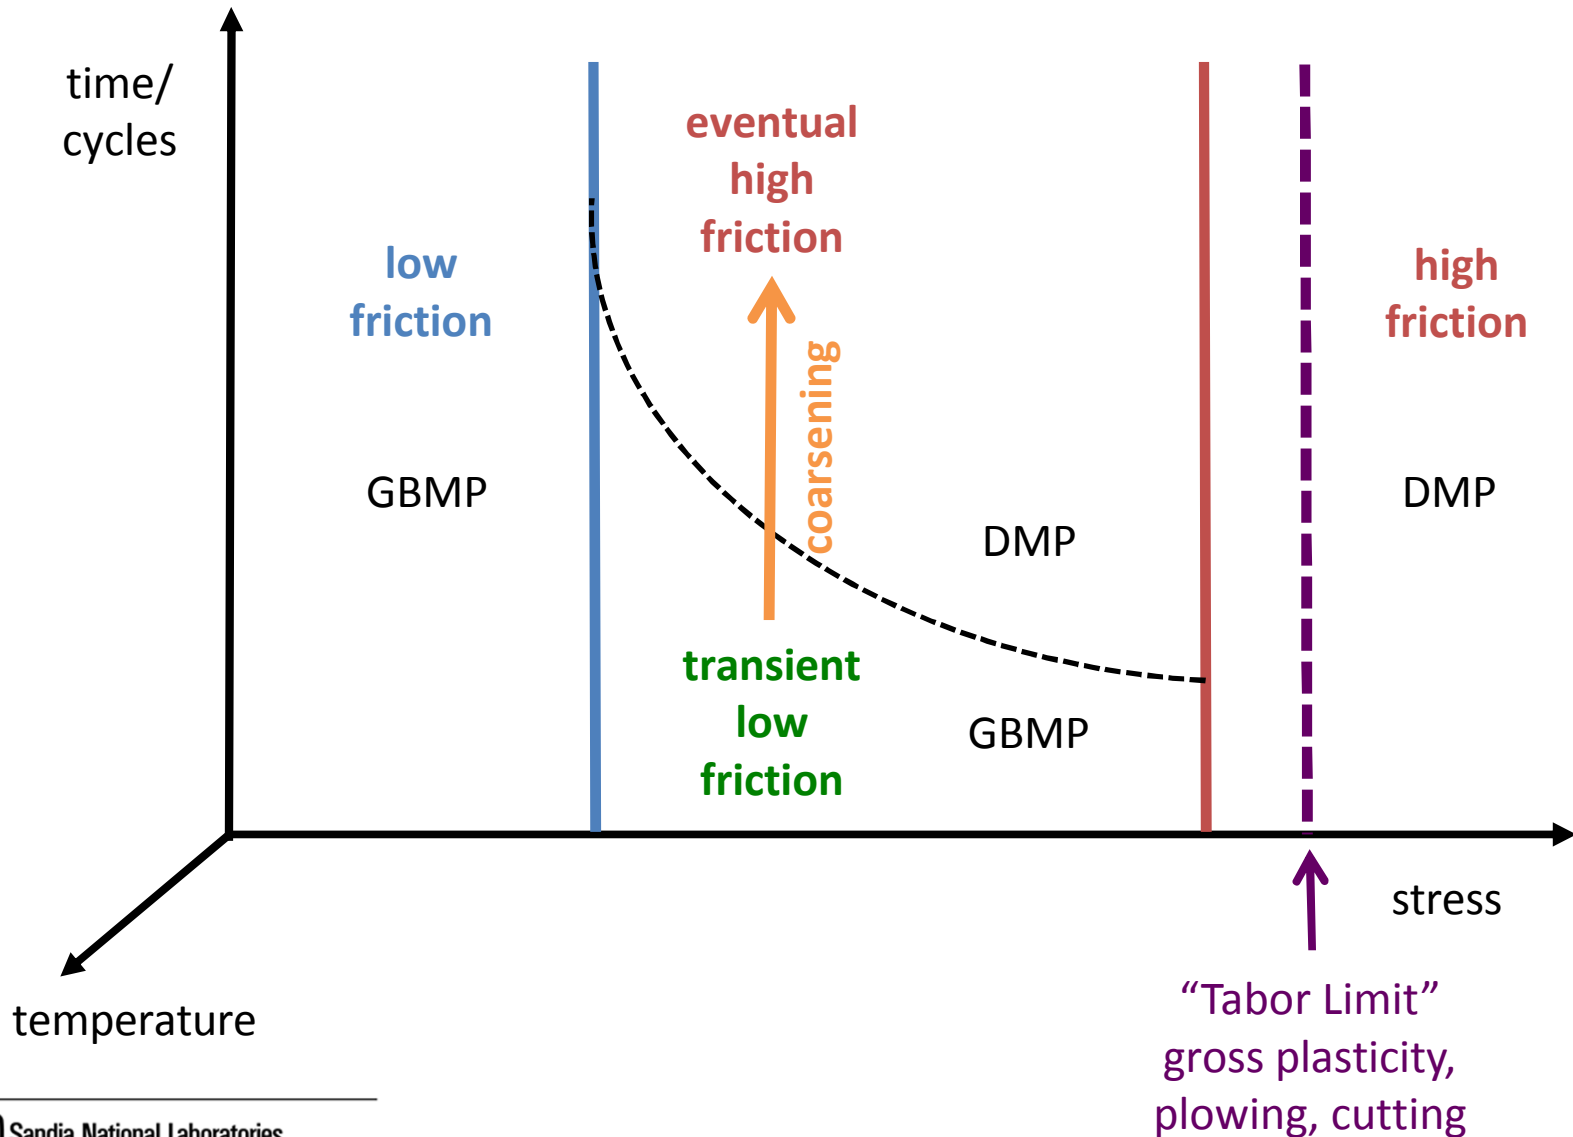 time/
cycles
eventual
high
friction
low
friction
high
friction
coarsening
GBMP
DMP
DMP
transient
low
friction
GBMP
stress
temperature
“Tabor Limit”
gross plasticity,
plowing, cutting
Sandia National Laboratories